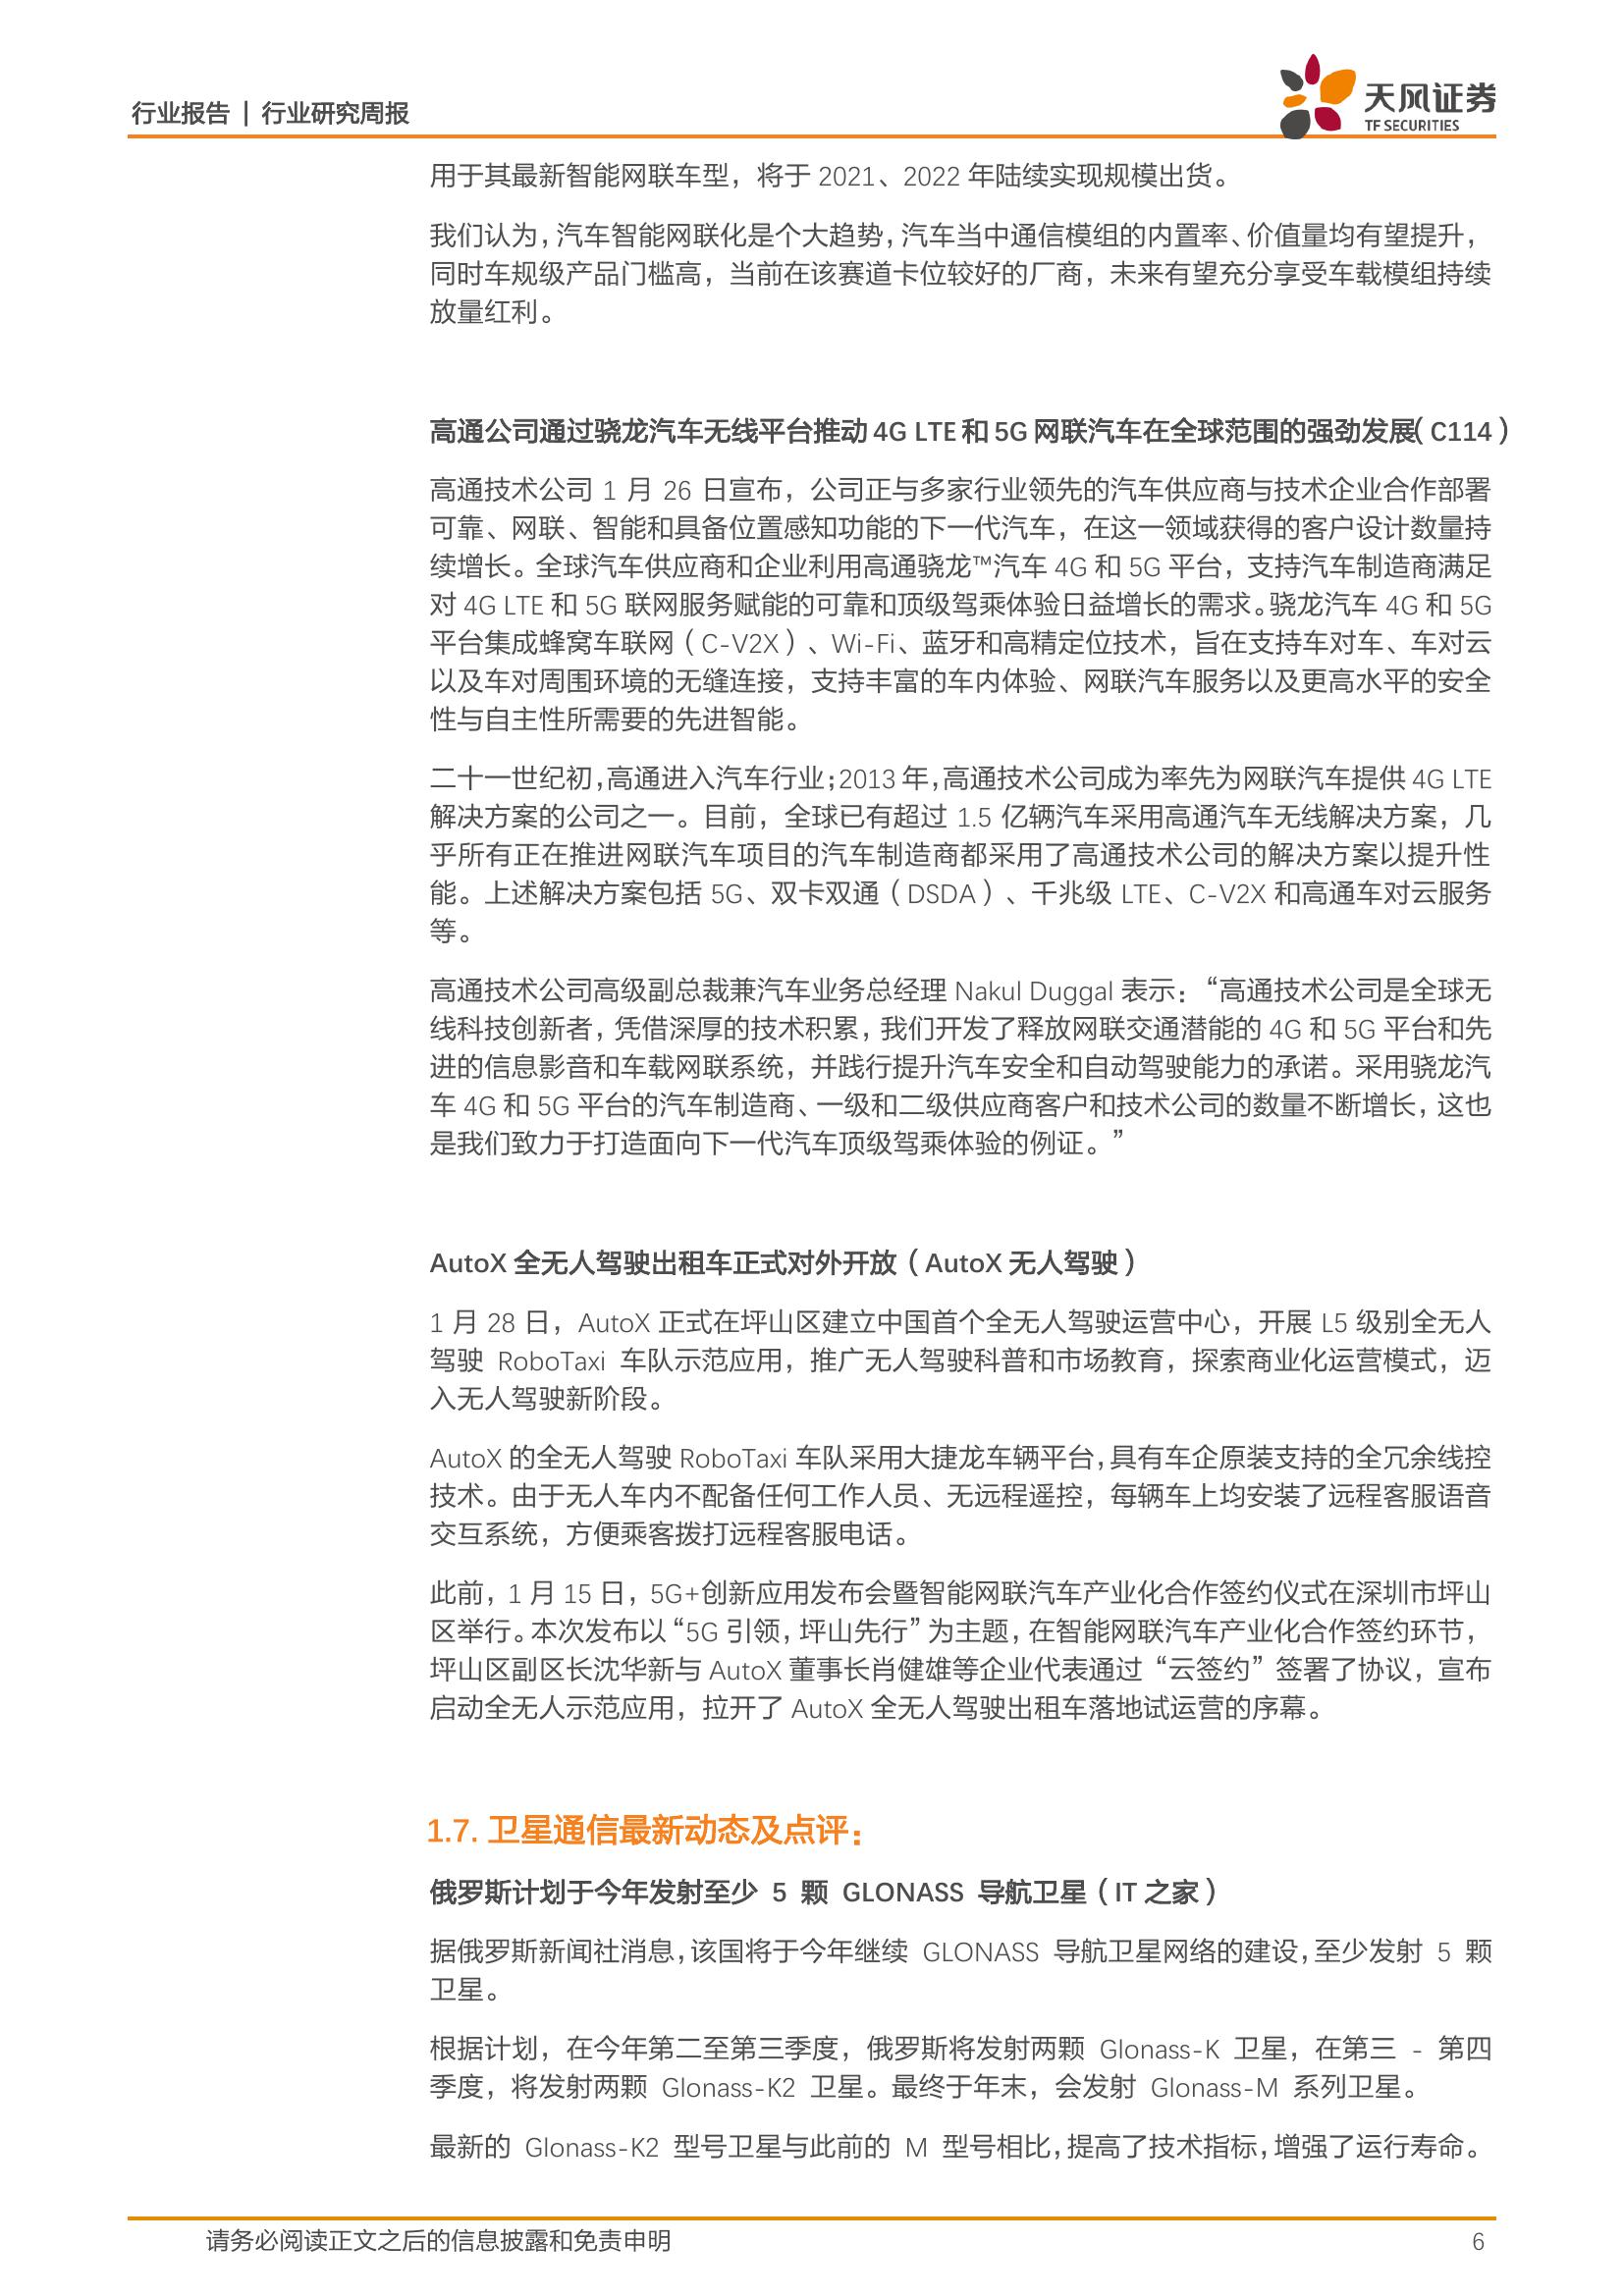 行业报告 | 行业研究周报
天风证券
TF SECURITIES
用于其最新智能网联车型，将于 2021、2022 年陆续实现规模出货。
我们认为，汽车智能网联化是个大趋势，汽车当中通信模组的内置率、价值量均有望提升，
同时车规级产品门槛高，当前在该赛道卡位较好的厂商，未来有望充分享受车载模组持续
放量红利。
高通公司通过骁龙汽车无线平台推动 4G LTE 和 5G 网联汽车在全球范围的强劲发展（C114）
高通技术公司 1 月 26 日宣布，公司正与多家行业领先的汽车供应商与技术企业合作部署
可靠、网联、智能和具备位置感知功能的下一代汽车，在这一领域获得的客户设计数量持
续增长。全球汽车供应商和企业利用高通骁龙™汽车 4G 和 5G 平台，支持汽车制造商满足
对 4G LTE 和 5G 联网服务赋能的可靠和顶级驾乘体验日益增长的需求。骁龙汽车 4G 和 5G
平台集成蜂窝车联网（C-V2X）、Wi-Fi、蓝牙和高精定位技术，旨在支持车对车、车对云
以及车对周围环境的无缝连接，支持丰富的车内体验、网联汽车服务以及更高水平的安全
性与自主性所需要的先进智能。
二十一世纪初，高通进入汽车行业；2013 年，高通技术公司成为率先为网联汽车提供 4G LTE
解决方案的公司之一。目前，全球已有超过 1.5 亿辆汽车采用高通汽车无线解决方案，几
乎所有正在推进网联汽车项目的汽车制造商都采用了高通技术公司的解决方案以提升性
能。上述解决方案包括 5G、双卡双通（DSDA）、千兆级 LTE、C-V2X 和高通车对云服务
等。
高通技术公司高级副总裁兼汽车业务总经理 Nakul Duggal 表示：“高通技术公司是全球无
线科技创新者，凭借深厚的技术积累，我们开发了释放网联交通潜能的 4G 和 5G 平台和先
进的信息影音和车载网联系统，并践行提升汽车安全和自动驾驶能力的承诺。采用骁龙汽
车 4G 和 5G 平台的汽车制造商、一级和二级供应商客户和技术公司的数量不断增长，这也
是我们致力于打造面向下一代汽车顶级驾乘体验的例证。”
AutoX 全无人驾驶出租车正式对外开放（AutoX 无人驾驶）
1 月 28 日，AutoX 正式在坪山区建立中国首个全无人驾驶运营中心，开展 L5 级别全无人
驾驶 RoboTaxi 车队示范应用，推广无人驾驶科普和市场教育，探索商业化运营模式，迈
入无人驾驶新阶段。
AutoX 的全无人驾驶 RoboTaxi 车队采用大捷龙车辆平台，具有车企原装支持的全冗余线控
技术。由于无人车内不配备任何工作人员、无远程遥控，每辆车上均安装了远程客服语音
交互系统，方便乘客拨打远程客服电话。
此前，1 月 15 日，5G+创新应用发布会暨智能网联汽车产业化合作签约仪式在深圳市坪山
区举行。本次发布以“5G 引领，坪山先行”为主题，在智能网联汽车产业化合作签约环节，
坪山区副区长沈华新与 AutoX 董事长肖健雄等企业代表通过“云签约”签署了协议，宣布
启动全无人示范应用，拉开了 AutoX 全无人驾驶出租车落地试运营的序幕。
1.7. 卫星通信最新动态及点评：
俄罗斯计划于今年发射至少 5 颗 GLONASS 导航卫星（IT 之家）
据俄罗斯新闻社消息，该国将于今年继续 GLONASS 导航卫星网络的建设，至少发射 5 颗
卫星。
根据计划，在今年第二至第三季度，俄罗斯将发射两颗 Glonass-K 卫星，在第三 - 第四
季度，将发射两颗 Glonass-K2 卫星。最终于年末，会发射 Glonass-M 系列卫星。
最新的 Glonass-K2 型号卫星与此前的 M 型号相比，提高了技术指标，增强了运行寿命。
请务必阅读正文之后的信息披露和免责申明
6